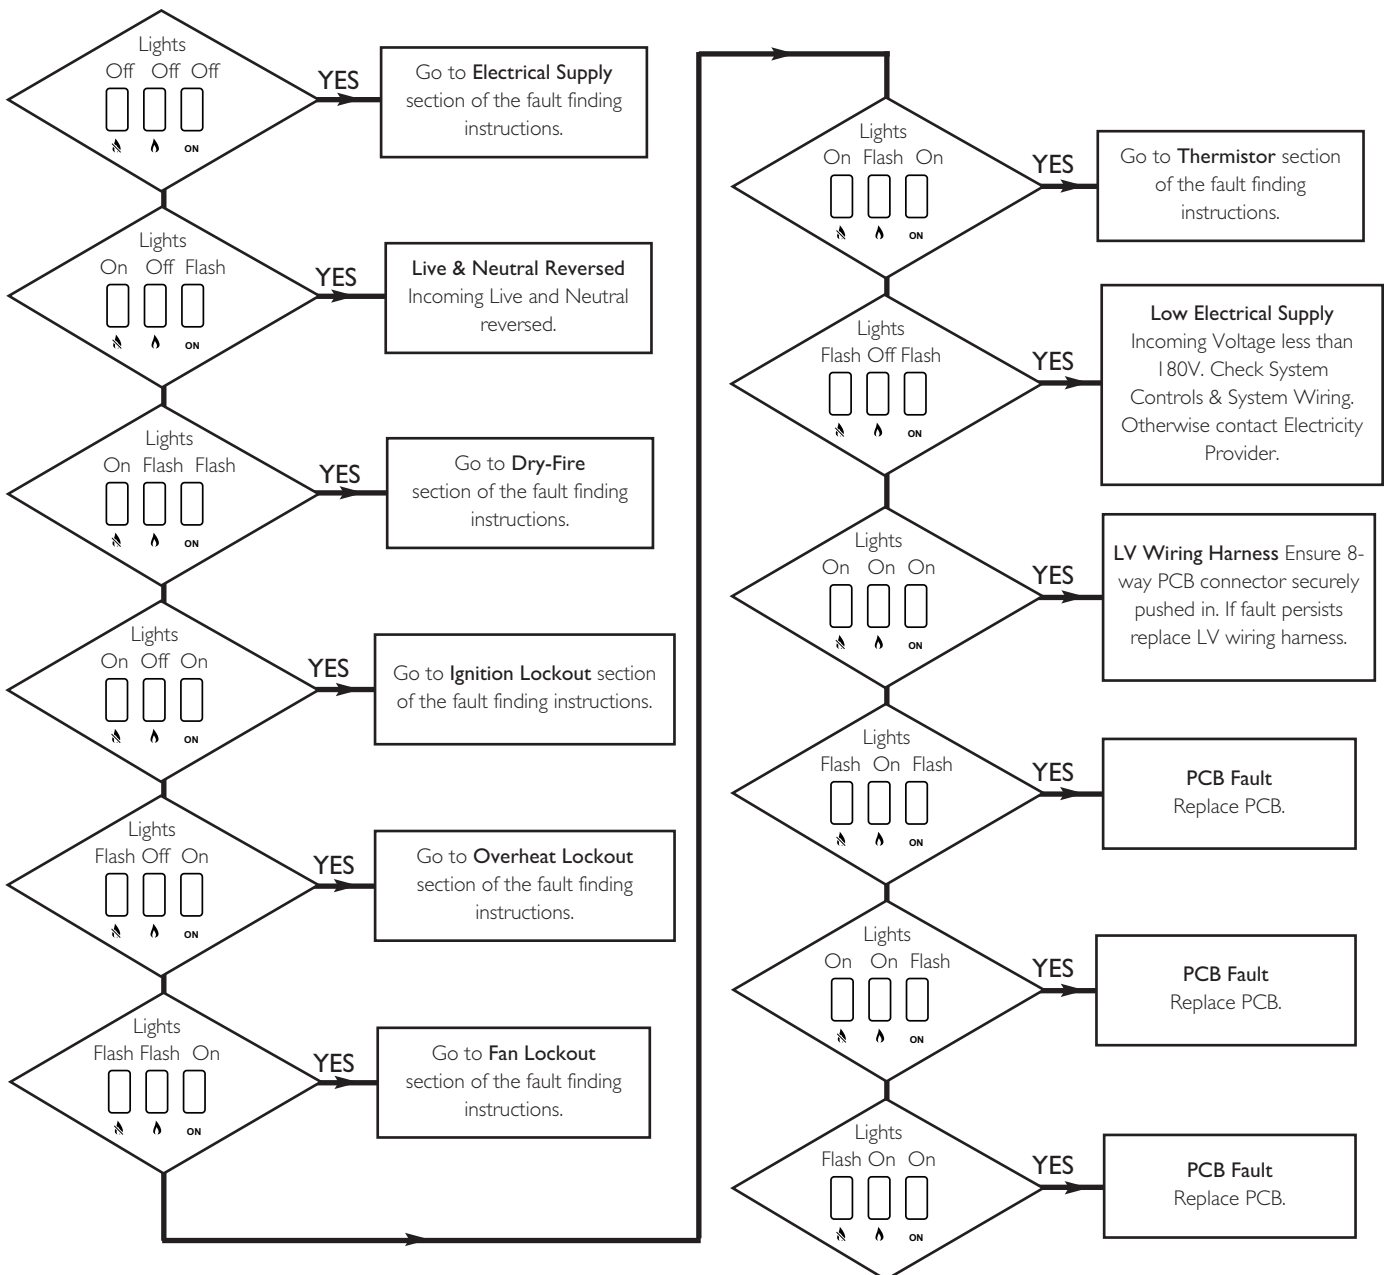 Lights
Off Off Off
ON
YES
Go to Electrical Supply
section of the fault finding
instructions.
Lights
On Off Flash
ON
YES
Live & Neutral Reversed
Incoming Live and Neutral
reversed.
Lights
On Flash Flash
ON
YES
Go to Dry-Fire
section of the fault finding
instructions.
Lights
On Off On
ON
YES
Go to Ignition Lockout section
of the fault finding instructions.
Lights
Flash Off On
ON
YES
Go to Overheat Lockout
section of the fault finding
instructions.
Lights
Flash Flash On
ON
YES
Go to Fan Lockout
section of the fault finding
instructions.
Lights
On Flash On
ON
YES
Go to Thermistor section
of the fault finding
instructions.
Lights
Flash Off Flash
ON
YES
Low Electrical Supply
Incoming Voltage less than
180V. Check System
Controls & System Wiring.
Otherwise contact Electricity
Provider.
Lights
On On On
ON
YES
LV Wiring Harness Ensure 8-
way PCB connector securely
pushed in. If fault persists
replace LV wiring harness.
Lights
Flash On Flash
ON
YES
PCB Fault
Replace PCB.
Lights
On On Flash
ON
YES
PCB Fault
Replace PCB.
Lights
Flash On On
ON
YES
PCB Fault
Replace PCB.